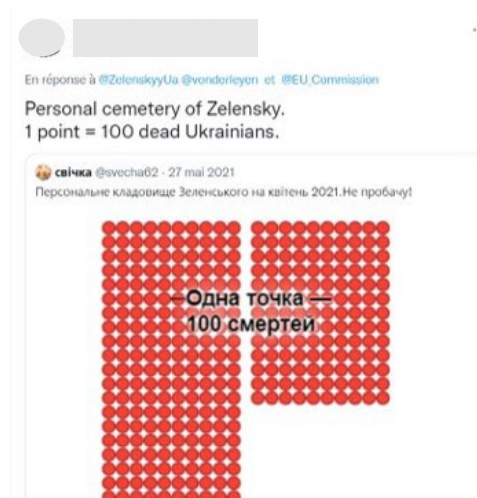 En réponse à @ZelenskyyUa @vonderleyen et @EU_Commission
Personal cemetery of Zelensky.
1 point = 100 dead Ukrainians.
свічка @svecha62 · 27 mai 2021
Персональне кладовище Зеленського на квітень 2021.Не пробачу!
—Одна точка —
100 смертей